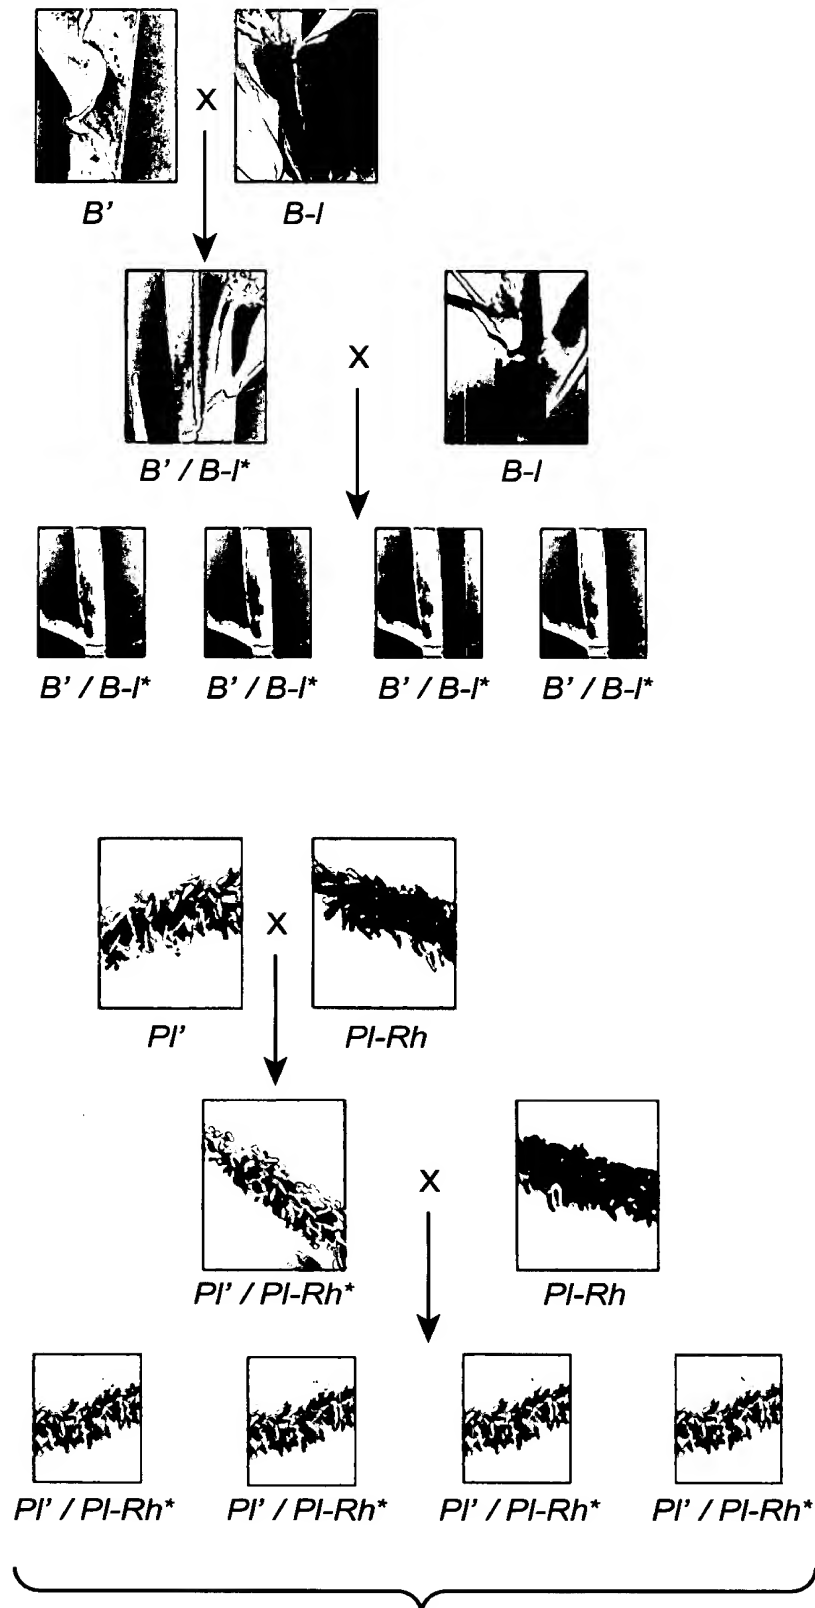 X
B' B-I
X
B' / B-I* B-I
B' / B-I* B' / B-I* B' / B-I* B' / B-I*
X
Pl' Pl-Rh
X
Pl' / Pl-Rh* Pl-Rh
Pl' / Pl-Rh* Pl' / Pl-Rh* Pl' / Pl-Rh* Pl' / Pl-Rh*